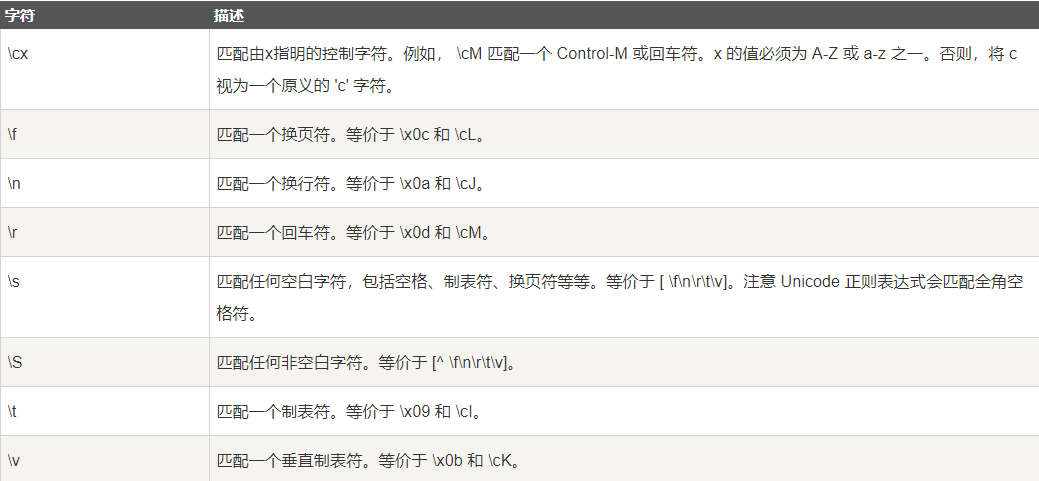 字符 描述
\cx 匹配由x指明的控制字符。例如， \cM 匹配一个 Control-M 或回车符。x 的值必须为 A-Z 或 a-z 之一。否则，将 c
视为一个原义的 'c' 字符。
\f 匹配一个换页符。等价于 \x0c 和 \cL。
\n 匹配一个换行符。等价于 \x0a 和 \cJ。
\r 匹配一个回车符。等价于 \x0d 和 \cM。
\s 匹配任何空白字符，包括空格、制表符、换页符等等。等价于 [ \f\n\r\t\v]。注意 Unicode 正则表达式会匹配全角空
格符。
\S 匹配任何非空白字符。等价于 [^ \f\n\r\t\v]。
\t 匹配一个制表符。等价于 \x09 和 \cI。
\v 匹配一个垂直制表符。等价于 \x0b 和 \cK。